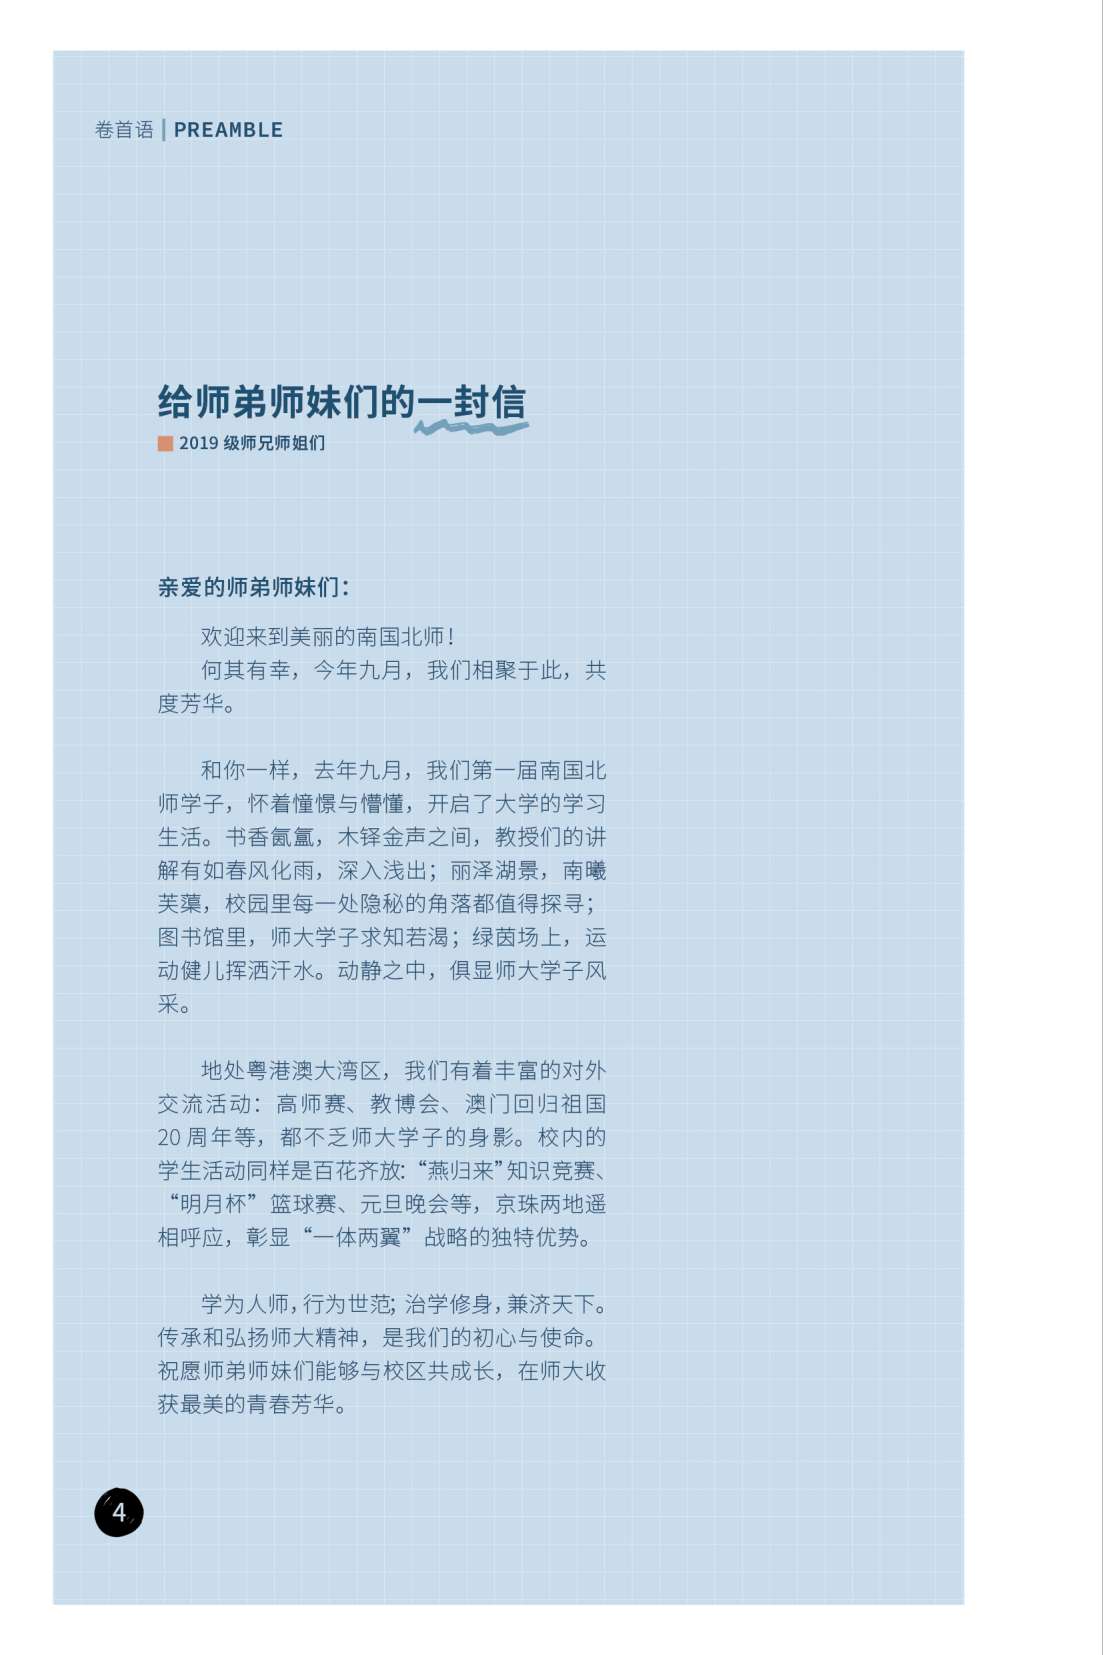 卷首语 | PREAMBLE
给师弟师妹们的一封信
2019 级师兄师姐们
亲爱的师弟师妹们：
欢迎来到美丽的南国北师！
何其有幸，今年九月，我们相聚于此，共
度芳华。
和你一样，去年九月，我们第一届南国北
师学子，怀着憧憬与懵懂，开启了大学的学习
生活。书香氤氲，木铎金声之间，教授们的讲
解有如春风化雨，深入浅出；丽泽湖景，南曦
芙蕖，校园里每一处隐秘的角落都值得探寻；
图书馆里，师大学子求知若渴；绿茵场上，运
动健儿挥洒汗水。动静之中，俱显师大学子风
采。
地处粤港澳大湾区，我们有着丰富的对外
交流活动：高师赛、教博会、澳门回归祖国
20 周年等，都不乏师大学子的身影。校内的
学生活动同样是百花齐放：“燕归来”知识竞赛、
“明月杯”篮球赛、元旦晚会等，京珠两地遥
相呼应，彰显“一体两翼”战略的独特优势。
学为人师，行为世范；治学修身，兼济天下。
传承和弘扬师大精神，是我们的初心与使命。
祝愿师弟师妹们能够与校区共成长，在师大收
获最美的青春芳华。
4